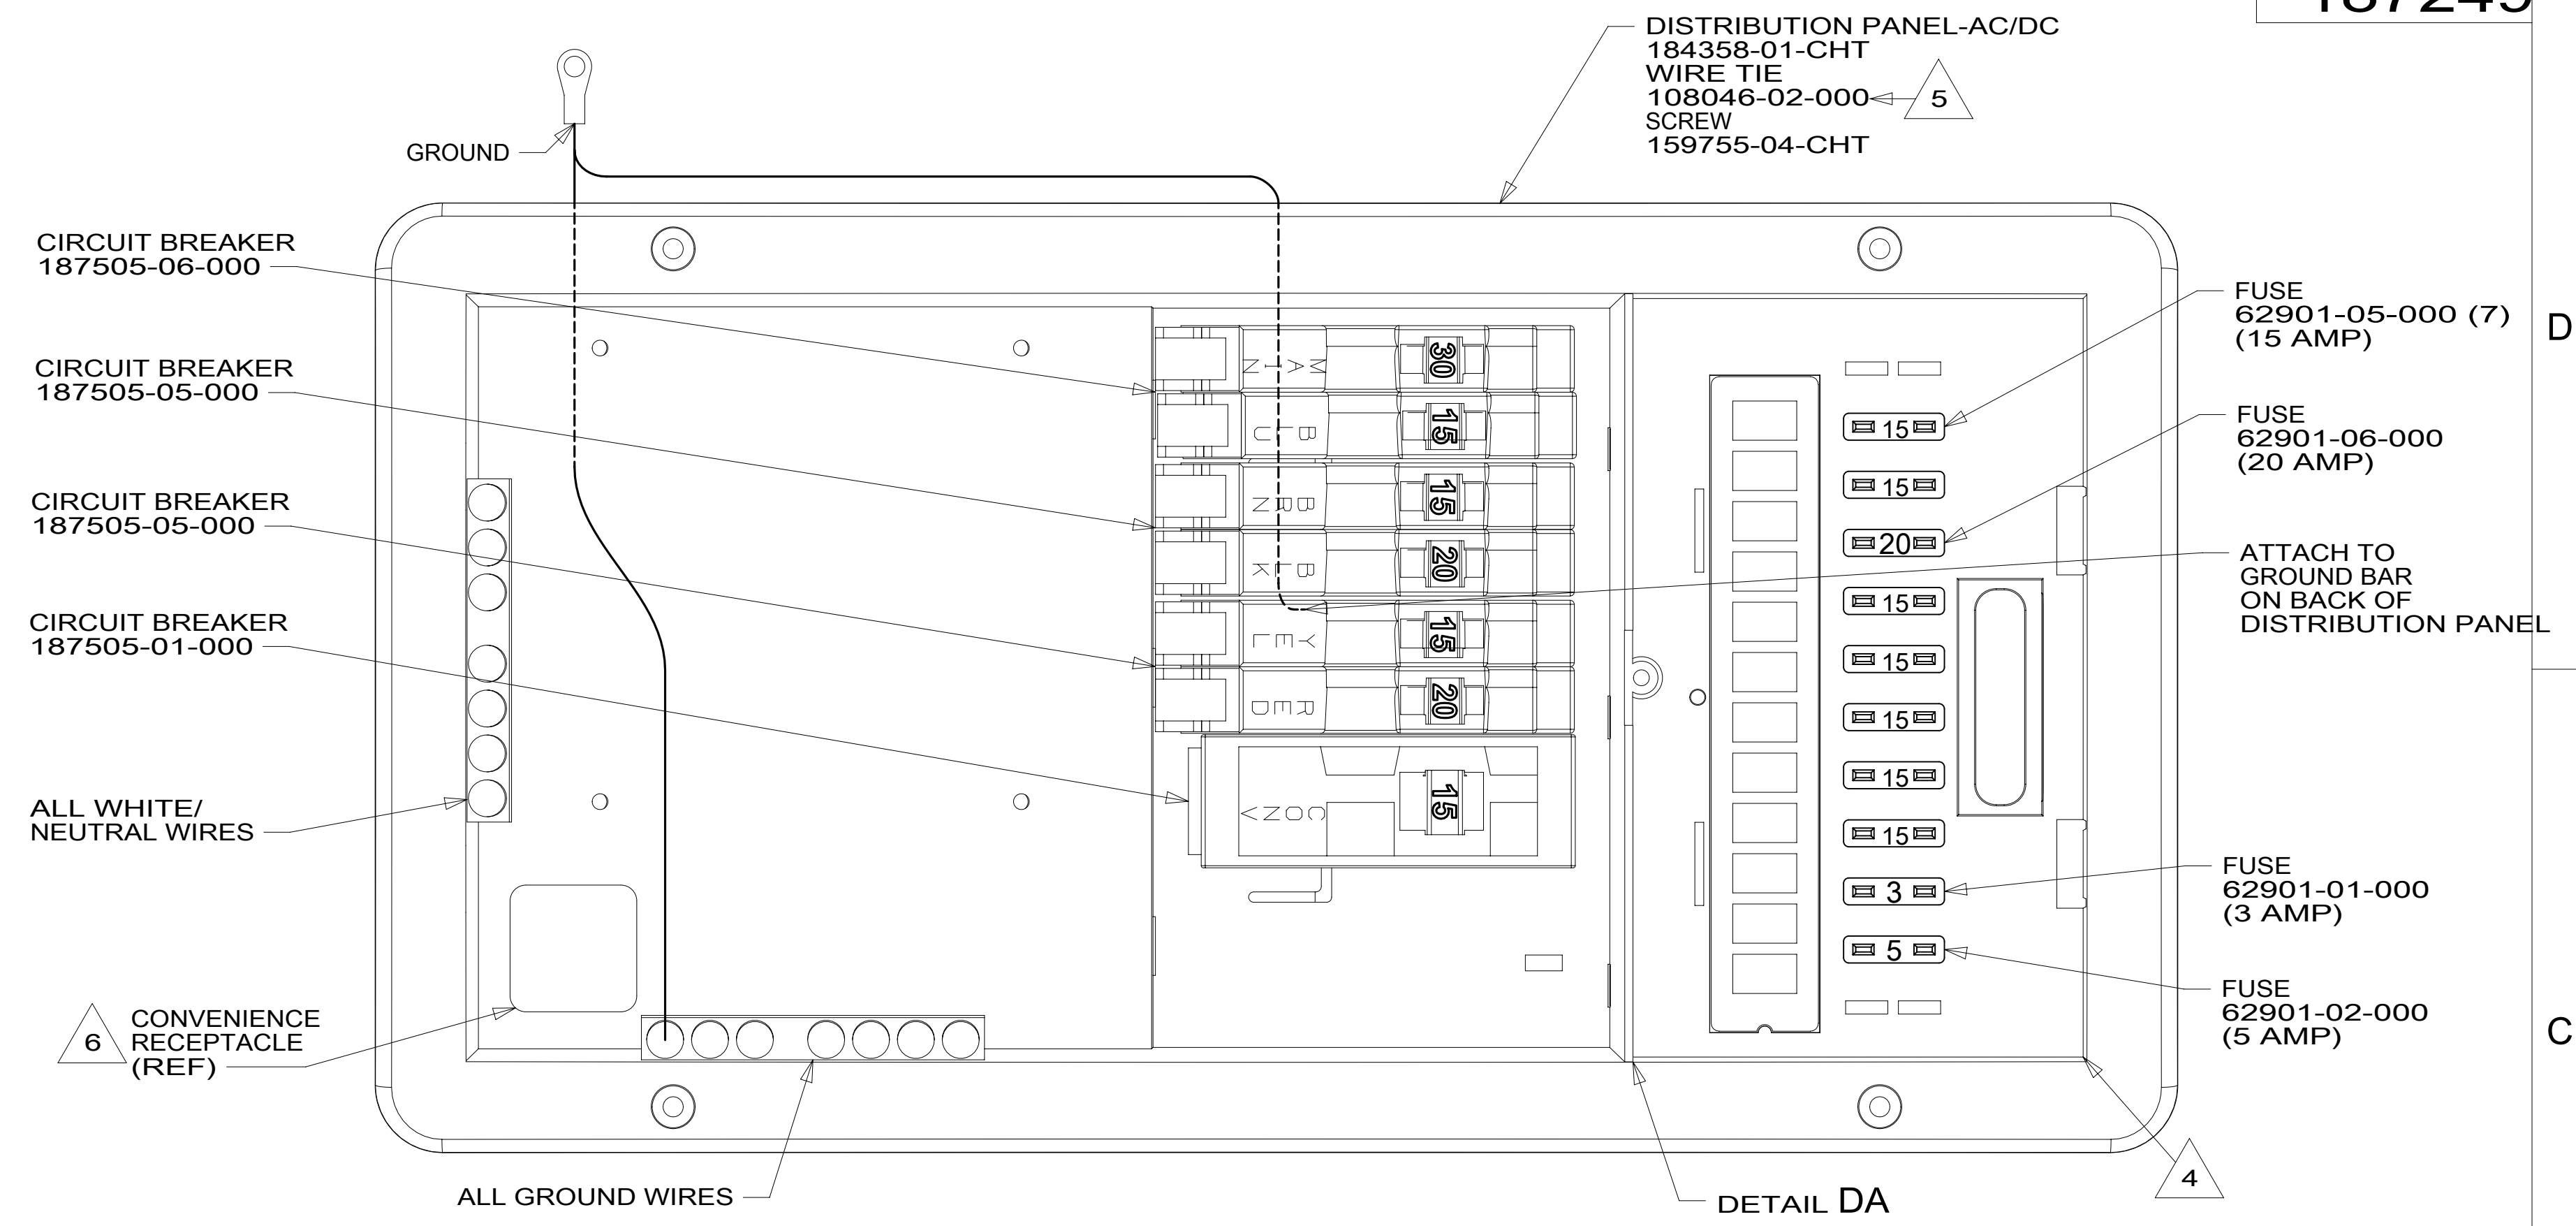 DISTRIBUTION PANEL-AC/DC
184358-01-CHT
WIRE TIE
108046-02-000
5
SCREW
159755-04-CHT
GROUND
CIRCUIT BREAKER
187505-06-000
CIRCUIT BREAKER
187505-05-000
CIRCUIT BREAKER
187505-05-000
CIRCUIT BREAKER
187505-01-000
ALL WHITE/
NEUTRAL WIRES
6
CONVENIENCE
RECEPTACLE
(REF)
ALL GROUND WIRES
MAIN
30
BLU
15
BRN
15
BLK
20
YEL
15
RED
20
CONV
15
15
15
20
15
15
15
15
15
3
5
FUSE
62901-05-000 (7)
(15 AMP)
FUSE
62901-06-000
(20 AMP)
ATTACH TO
GROUND BAR
ON BACK OF
DISTRIBUTION PANEL
FUSE
62901-01-000
(3 AMP)
FUSE
62901-02-000
(5 AMP)
D
C
DETAIL DA
4